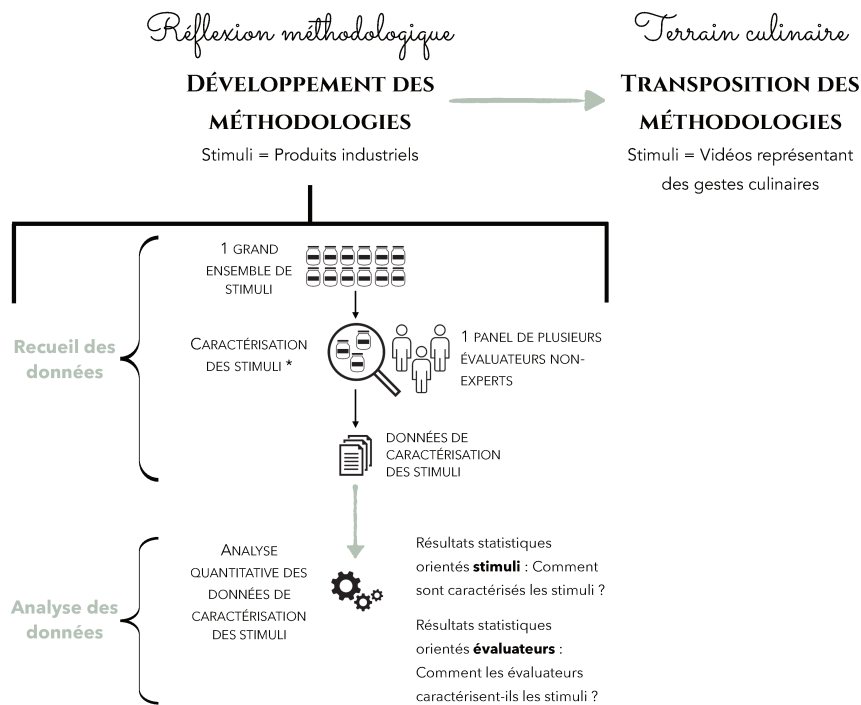 Réflexion méthodologique
DÉVELOPPEMENT DES
MÉTHODOLOGIES
Stimuli = Produits industriels
Terrain culinaire
TRANSPOSITION DES
MÉTHODOLOGIES
Stimuli = Vidéos représentant
des gestes culinaires
Recueil des
données
1 GRAND
ENSEMBLE DE
STIMULI
CARACTÉRISATION
DES STIMULI *
1 PANEL DE PLUSIEURS
ÉVALUATEURS NON-
EXPERTS
DONNÉES DE
CARACTÉRISATION
DES STIMULI
Analyse des
données
ANALYSE
QUANTITATIVE DES
DONNÉES DE
CARACTÉRISATION
DES STIMULI
Résultats statistiques
orientés stimuli : Comment
sont caractérisés les stimuli ?
Résultats statistiques
orientés évaluateurs :
Comment les évaluateurs
caractérisent-ils les stimuli ?